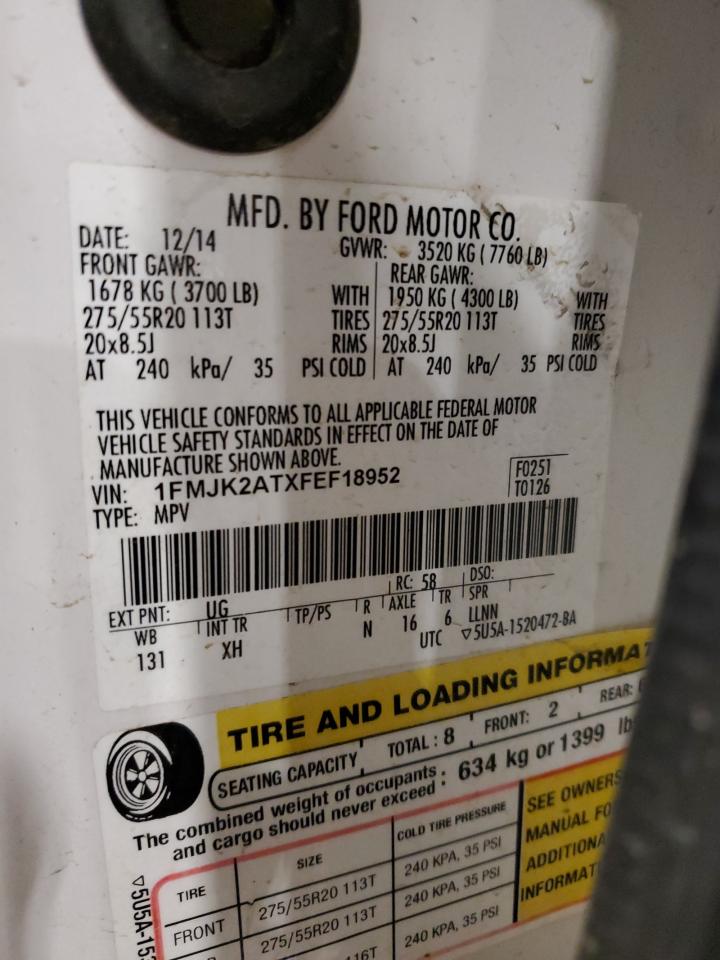 MFD. BY FORD MOTOR CO.
DATE: 12/14 GVWR: 3520 KG ( 7760 LB)
FRONT GAWR: REAR GAWR:
1678 KG ( 3700 LB) WITH 1950 KG ( 4300 LB) WITH
275/55R20 113T TIRES 275/55R20 113T TIRES
20x8.5J RIMS 20x8.5J RIMS
AT 240 kPa/ 35 PSI COLD AT 240 kPa/ 35 PSI COLD
THIS VEHICLE CONFORMS TO ALL APPLICABLE FEDERAL MOTOR
VEHICLE SAFETY STANDARDS IN EFFECT ON THE DATE OF
MANUFACTURE SHOWN ABOVE.
VIN: 1FMJK2ATXFEF18952 F0251
TYPE: MPV T0126
EXT PNT: UG RC: 58 DSO:
WB INT TR TP/PS R AXLE TR SPR
131 XH N 16 6 LLNN
UTC ▽5U5A-1520472-BA
TIRE AND LOADING INFORMAT
SEATING CAPACITY TOTAL : 8 FRONT: 2 REAR:
The combined weight of occupants
and cargo should never exceed : 634 kg or 1399 lb
TIRE SIZE COLD TIRE PRESSURE
FRONT 275/55R20 113T 240 KPA, 35 PSI
275/55R20 113T 240 KPA, 35 PSI
16T 240 KPA, 35 PSI
SEE OWNERS
MANUAL FO
ADDITIONA
INFORMAT
▽5U5A-153